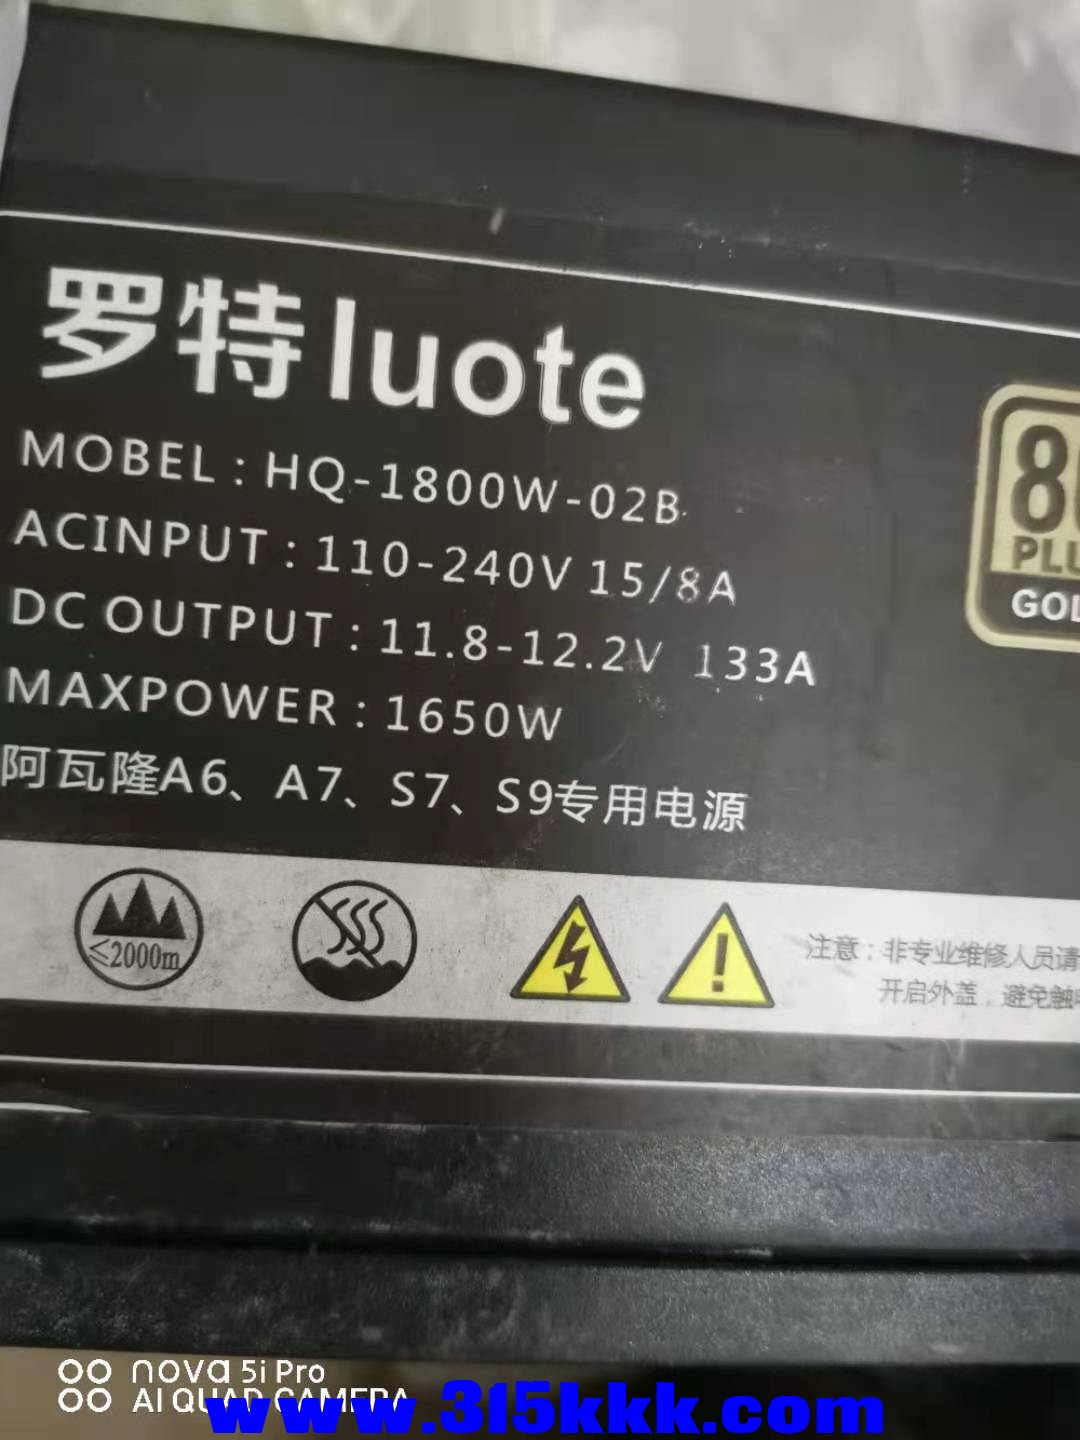 罗特luote
MOBEL : HQ-1800W-02B
ACINPUT : 110-240V 15/8A
DC OUTPUT : 11.8-12.2V 133A
MAXPOWER : 1650W
阿瓦隆A6、A7、S7、S9专用电源
PLU
GOL
≤2000m
注意：非专业维修人员请
开启外盖，避免触
nova 5i Pro
AI QUAD CAMERA
www.315kkk.com